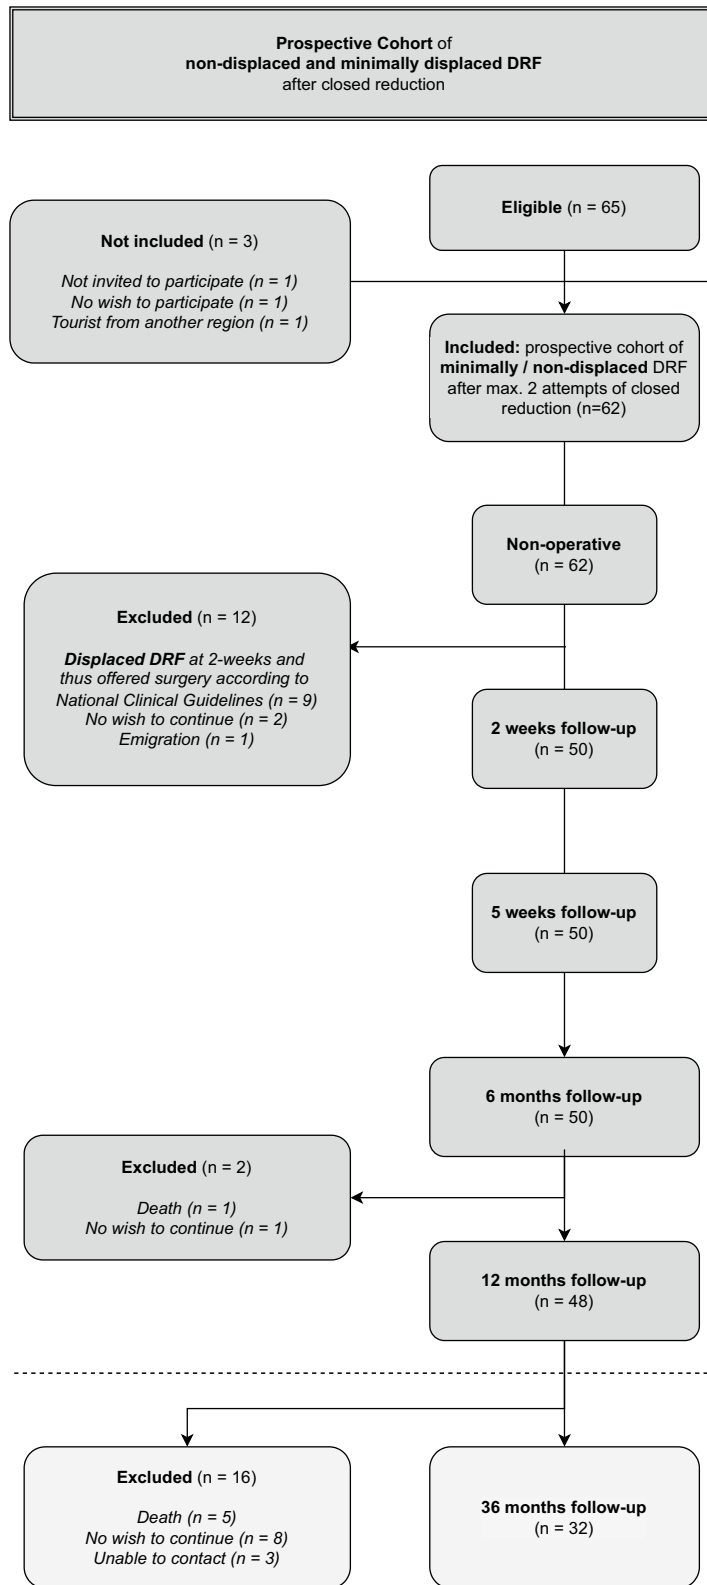 Prospective Cohort of
non-displaced and minimally displaced DRF
after closed reduction
Eligible (n = 65)
Not included (n = 3)
Not invited to participate (n = 1)
No wish to participate (n = 1)
Tourist from another region (n = 1)
Included: prospective cohort of
minimally / non-displaced DRF
after max. 2 attempts of closed
reduction (n=62)
Non-operative
(n = 62)
Excluded (n = 12)
Displaced DRF at 2-weeks and
thus offered surgery according to
National Clinical Guidelines (n = 9)
No wish to continue (n = 2)
Emigration (n = 1)
2 weeks follow-up
(n = 50)
5 weeks follow-up
(n = 50)
6 months follow-up
(n = 50)
Excluded (n = 2)
Death (n = 1)
No wish to continue (n = 1)
12 months follow-up
(n = 48)
Excluded (n = 16)
Death (n = 5)
No wish to continue (n = 8)
Unable to contact (n = 3)
36 months follow-up
(n = 32)